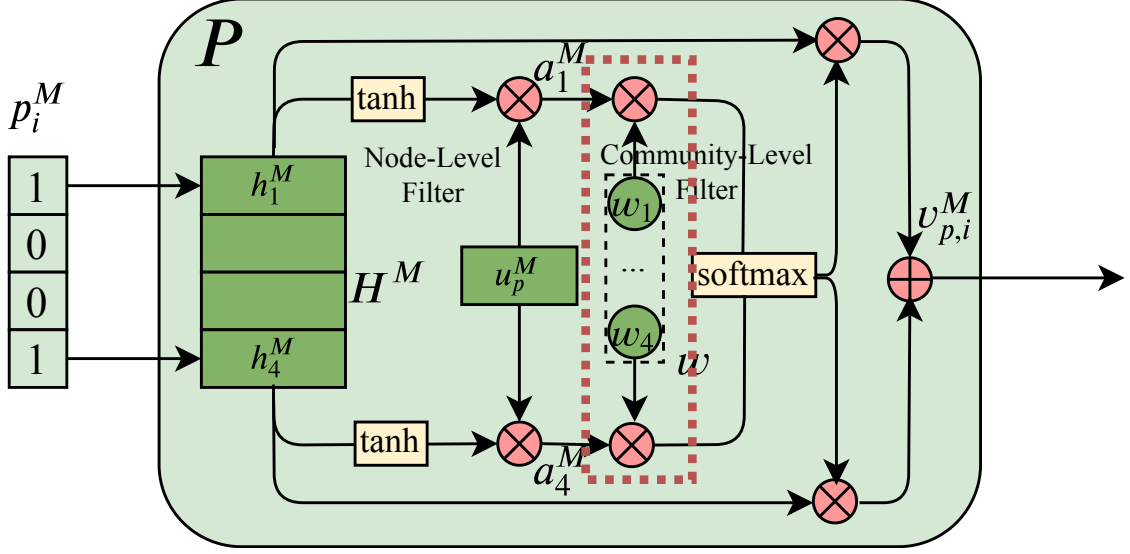 P
p_i^M
1
0
0
1
h_1^M
h_4^M
H^M
tanh
tanh
Node-Level
Filter
u_p^M
a_1^M
a_4^M
Community-Level
Filter
w_1
...
w_4
w
softmax
v_{p,i}^M